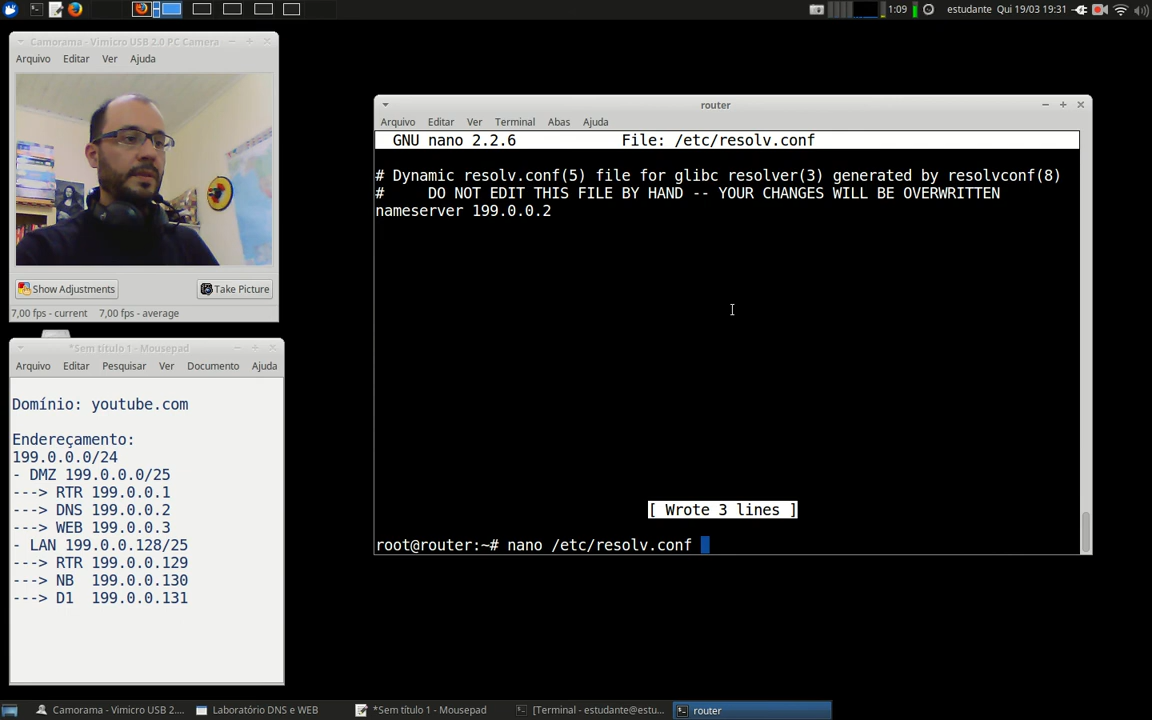 1:09
estudante Qui 19/03 19:31
Camorama - Vimicro USB 2.0 PC Camera
Arquivo Editar Ver Ajuda
Show Adjustments
Take Picture
7,00 fps - current 7,00 fps - average
*Sem título 1 - Mousepad
Arquivo Editar Pesquisar Ver Documento Ajuda
Domínio: youtube.com
Endereçamento:
199.0.0.0/24
- DMZ 199.0.0.0/25
---> RTR 199.0.0.1
---> DNS 199.0.0.2
---> WEB 199.0.0.3
- LAN 199.0.0.128/25
---> RTR 199.0.0.129
---> NB 199.0.0.130
---> D1 199.0.0.131
router
Arquivo Editar Ver Terminal Abas Ajuda
GNU nano 2.2.6 File: /etc/resolv.conf
# Dynamic resolv.conf(5) file for glibc resolver(3) generated by resolvconf(8)
# DO NOT EDIT THIS FILE BY HAND -- YOUR CHANGES WILL BE OVERWRITTEN
nameserver 199.0.0.2
[ Wrote 3 lines ]
root@router:~# nano /etc/resolv.conf
Camorama - Vimicro USB 2....
Laboratório DNS e WEB
*Sem título 1 - Mousepad
[Terminal - estudante@estu...
router